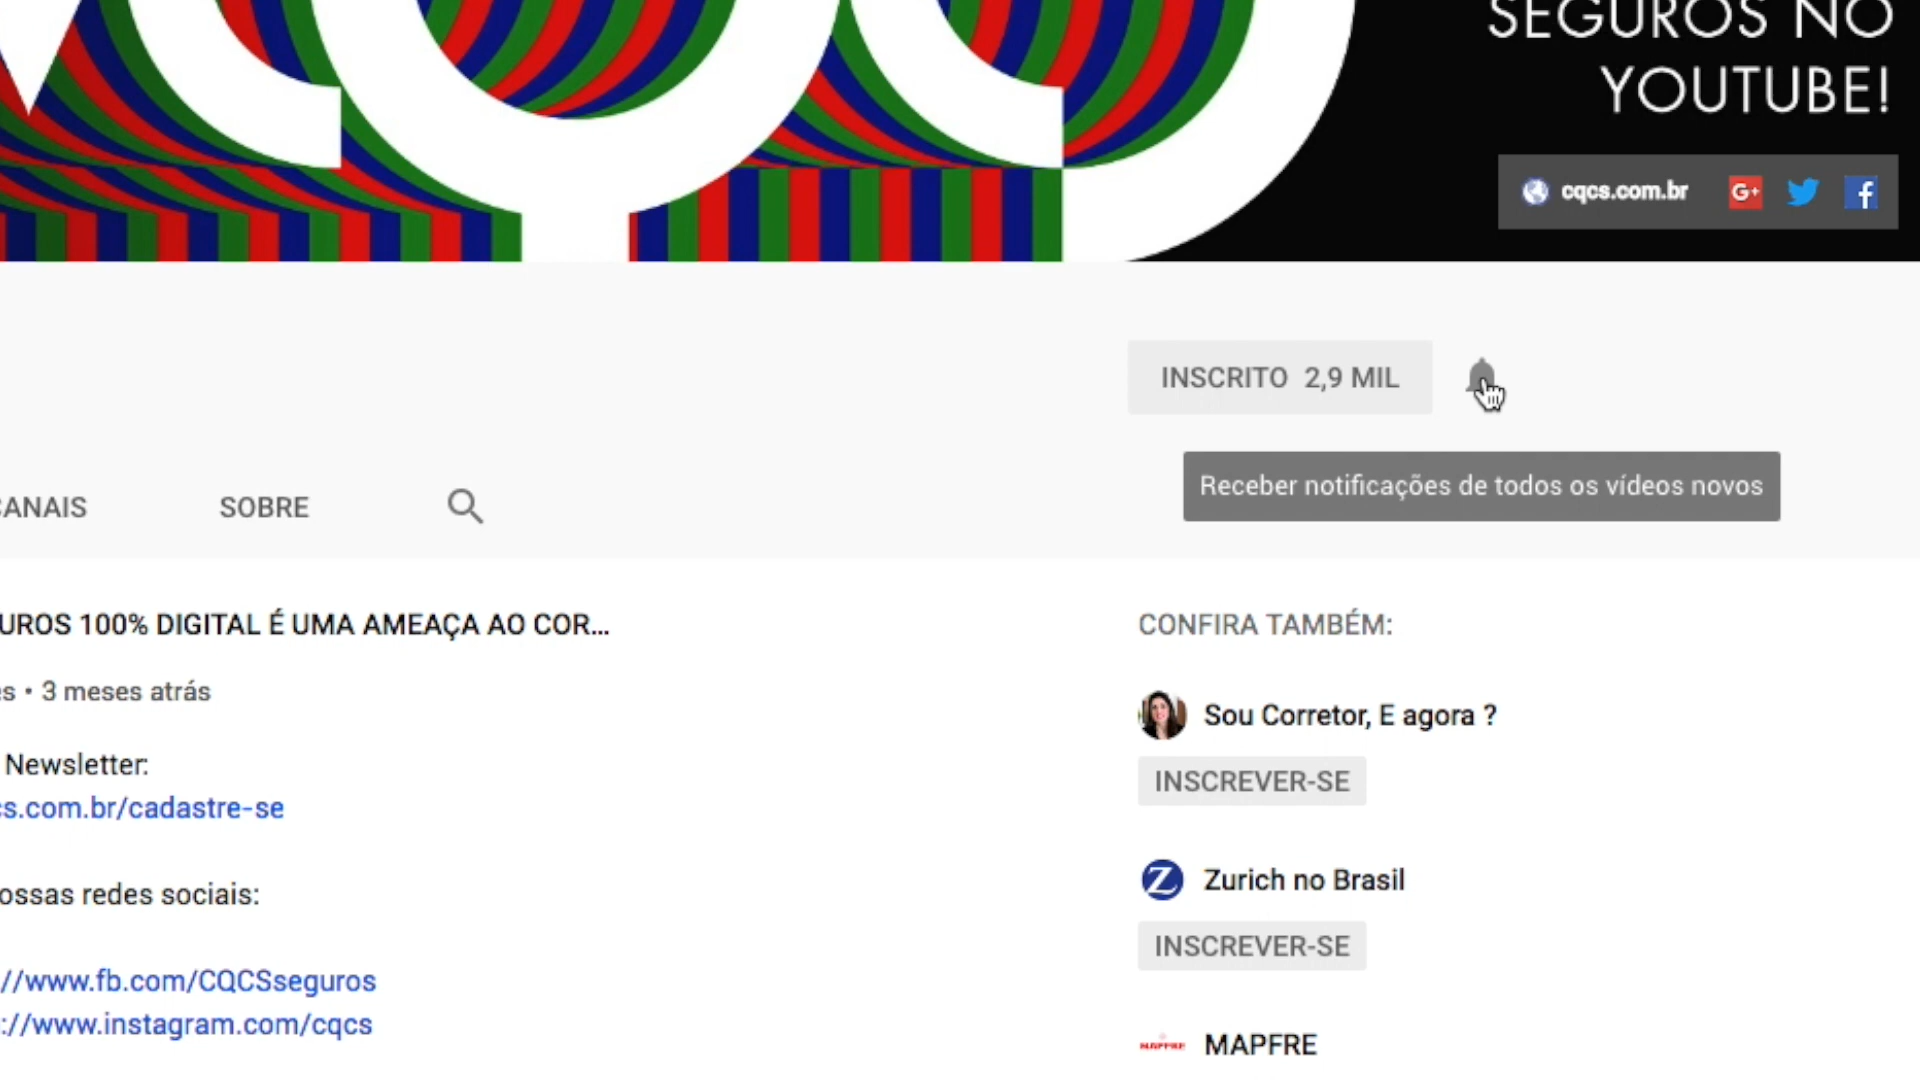 SEGUROS NO
YOUTUBE!
cqcs.com.br
G+
f
INSCRITO 2,9 MIL
Receber notificações de todos os vídeos novos
CANAIS SOBRE
UROS 100% DIGITAL É UMA AMEAÇA AO COR...
s • 3 meses atrás
Newsletter:
cs.com.br/cadastre-se
ossas redes sociais:
//www.fb.com/CQCSseguros
://www.instagram.com/cqcs
CONFIRA TAMBÉM:
Sou Corretor, E agora ?
INSCREVER-SE
Z
Zurich no Brasil
INSCREVER-SE
MAPFRE
MAPFRE